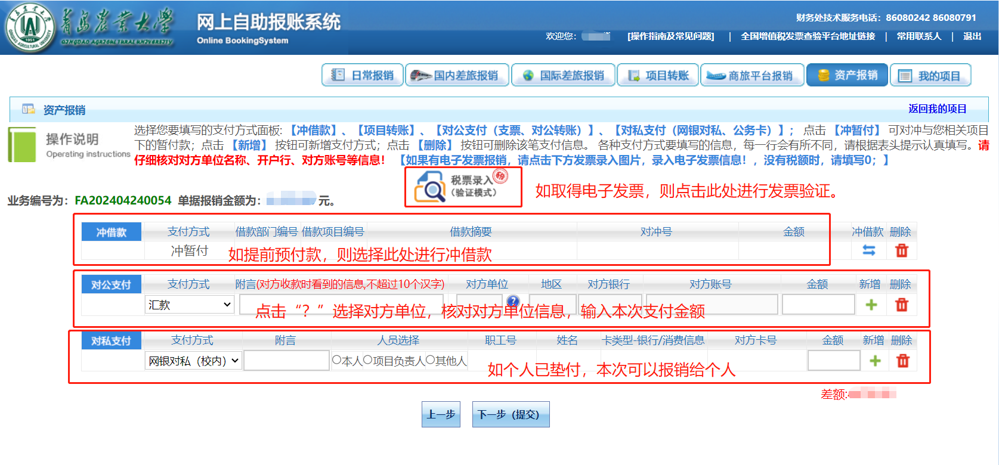 青岛农业大学
QINGDAO AGRICULTURAL UNIVERSITY
网上自助报账系统
Online BookingSystem
财务处技术服务电话：86080242 86080791
欢迎您：
[操作指南及常见问题] | 全国增值税发票查验平台地址链接 | 常用联系人 | 退出
日常报销 国内差旅报销 国际差旅报销 项目转账 商旅平台报销 资产报销 我的项目
资产报销 返回我的项目
操作说明
Operating instructions
选择您要填写的支付方式面板:【冲借款】、【项目转账】、【对公支付（支票、对公转账）】、【对私支付（网银对私、公务卡）】； 点击 【冲暂付】 可对冲与您相关项目
下的暂付款；点击 【新增】 按钮可新增支付方式；点击 【删除】 按钮可删除该笔支付信息。 各种支付方式要填写的信息，每一行会有所不同，请根据表头提示认真填写。请
仔细核对对方单位名称、开户行、对方账号等信息！ 【如果有电子发票报销，请点击下方发票录入图片，录入电子发票信息！，没有税额时，请填写0；】
税票录入
税
（验证模式）
如取得电子发票，则点击此处进行发票验证。
业务编号为：FA202404240054 单据报销金额为： 元。
冲借款 支付方式 借款部门编号 借款项目编号 借款摘要 对冲号 金额 冲借款 删除
冲暂付
如提前预付款，则选择此处进行冲借款
对公支付 支付方式 附言(对方收款时看到的信息,不超过10个汉字) 对方单位 地区 对方银行 对方账号 金额 新增 删除
汇款 ?
点击“？”选择对方单位，核对对方单位信息，输入本次支付金额
对私支付 支付方式 附言 人员选择 职工号 姓名 卡类型-银行/消费信息 对方卡号 金额 新增 删除
网银对私（校内） 本人 项目负责人 其他人
如个人已垫付，本次可以报销给个人
差额:
上一步 下一步（提交）